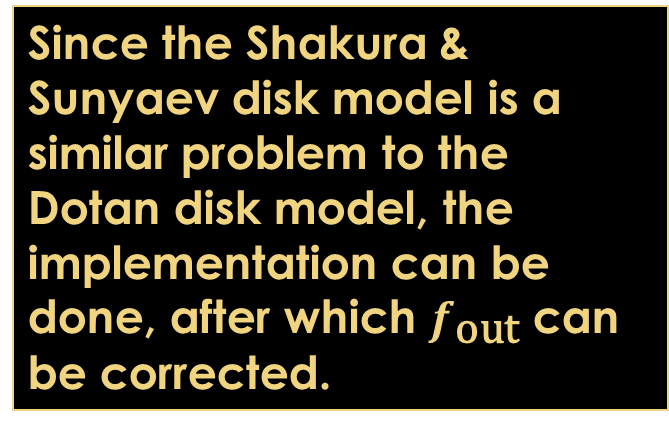 Since the Shakura &
Sunyaev disk model is a
similar problem to the
Dotan disk model, the
implementation can be
done, after which f_out can
be corrected.